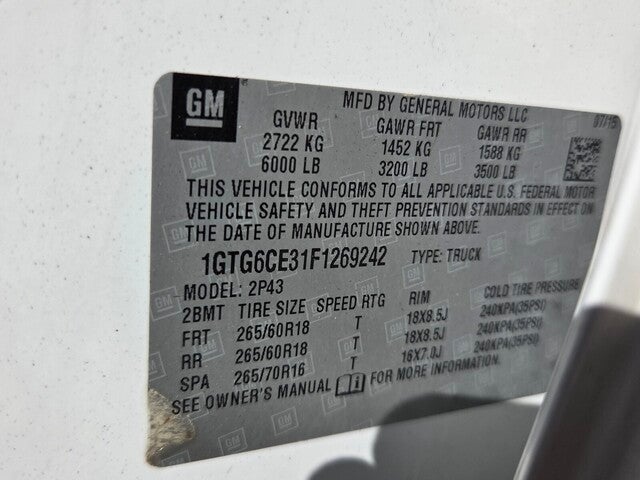 GM
MFD BY GENERAL MOTORS LLC
GVWR GAWR FRT GAWR RR 07/15
2722 KG 1452 KG 1588 KG
6000 LB 3200 LB 3500 LB
THIS VEHICLE CONFORMS TO ALL APPLICABLE U.S. FEDERAL MOTOR
VEHICLE SAFETY AND THEFT PREVENTION STANDARDS IN EFFECT ON
THE DATE OF MANUFACTURE SHOWN ABOVE.
1GTG6CE31F1269242 TYPE: TRUCK
MODEL: 2P43
2BMT TIRE SIZE SPEED RTG RIM COLD TIRE PRESSURE
FRT 265/60R18 T 18X8.5J 240KPA(35PSI)
RR 265/60R18 T 18X8.5J 240KPA(35PSI)
SPA 265/70R16 T 16X7.0J 240KPA(35PSI)
SEE OWNER'S MANUAL FOR MORE INFORMATION.